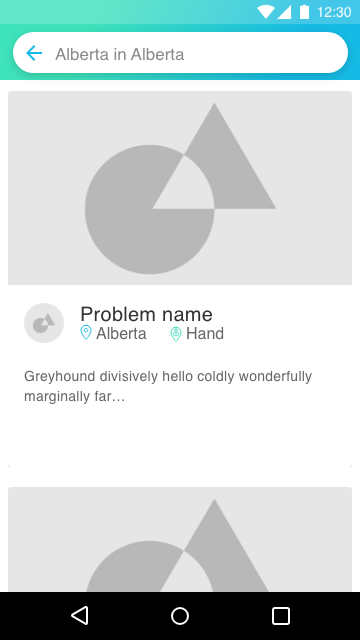 12:30
Alberta in Alberta
Problem name
Alberta Hand
Greyhound divisively hello coldly wonderfully
marginally far…